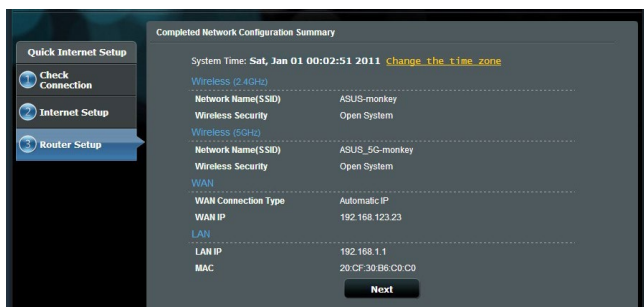 Completed Network Configuration Summary
Quick Internet Setup
1 Check Connection
2 Internet Setup
3 Router Setup
System Time: Sat, Jan 01 00:02:51 2011 Change the time zone
Wireless (2.4GHz)
Network Name(SSID) ASUS-monkey
Wireless Security Open System
Wireless (5GHz)
Network Name(SSID) ASUS_5G-monkey
Wireless Security Open System
WAN
WAN Connection Type Automatic IP
WAN IP 192.168.123.23
LAN
LAN IP 192.168.1.1
MAC 20:CF:30:B6:C0:C0
Next